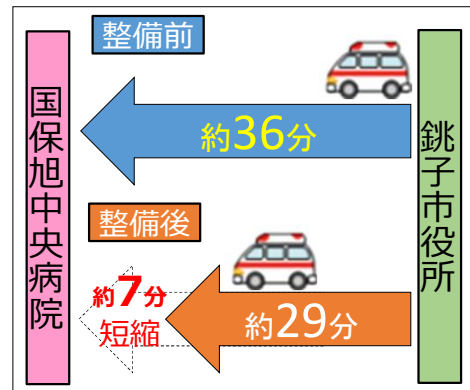 整備前
国保旭中央病院
銚子市役所
約36分
整備後
約7分
短縮
約29分